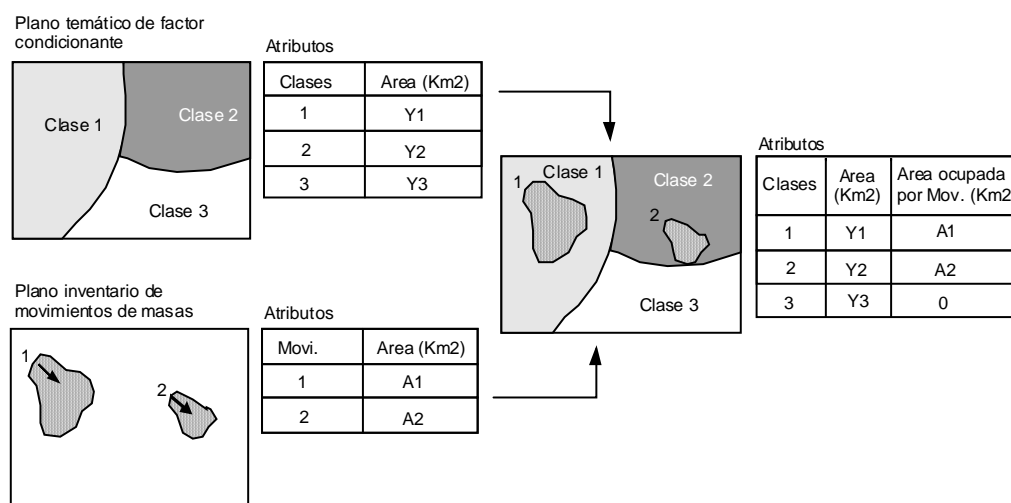 Plano temático de factor
condicionante
Clase 1
Clase 2
Clase 3
Atributos
Clases Area (Km2)
1 Y1
2 Y2
3 Y3
Plano inventario de
movimientos de masas
1
2
Atributos
Movi. Area (Km2)
1 A1
2 A2
1
Clase 1
Clase 2
2
Clase 3
Atributos
Clases Area
(Km2) Area ocupada
por Mov. (Km2
1 Y1 A1
2 Y2 A2
3 Y3 0